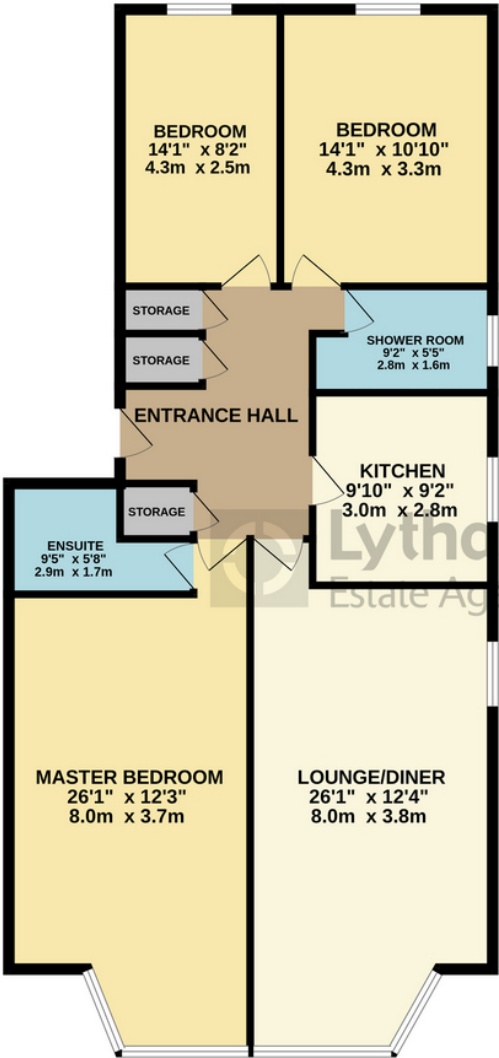 BEDROOM
14'1" x 8'2"
4.3m x 2.5m
BEDROOM
14'1" x 10'10"
4.3m x 3.3m
STORAGE
STORAGE
SHOWER ROOM
9'2" x 5'5"
2.8m x 1.6m
ENTRANCE HALL
KITCHEN
9'10" x 9'2"
3.0m x 2.8m
STORAGE
ENSUITE
9'5" x 5'8"
2.9m x 1.7m
Estate Ag
MASTER BEDROOM
26'1" x 12'3"
8.0m x 3.7m
LOUNGE/DINER
26'1" x 12'4"
8.0m x 3.8m